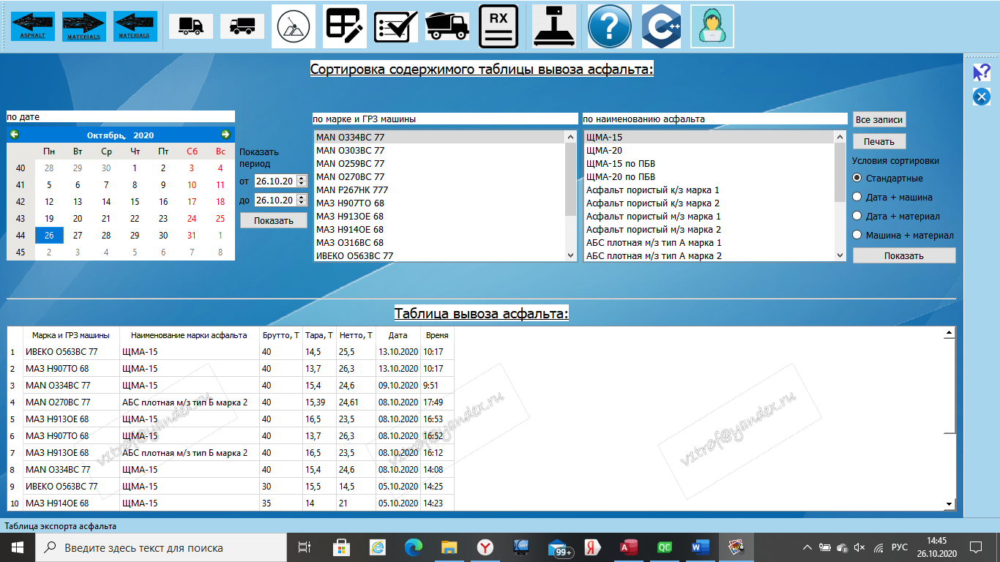 ASPHALT
MATERIALS
MATERIALS
RX
?
C++
Сортировка содержимого таблицы вывоза асфальта:
по дате
Октябрь, 2020
Пн Вт Ср Чт Пт Сб Вс
40 28 29 30 1 2 3 4
41 5 6 7 8 9 10 11
42 12 13 14 15 16 17 18
43 19 20 21 22 23 24 25
44 26 27 28 29 30 31 1
45 2 3 4 5 6 7 8
Показать
период
от 26.10.20
до 26.10.20
Показать
по марке и ГРЗ машины
MAN О334ВС 77
MAN О303ВС 77
MAN О259ВС 77
MAN О270ВС 77
MAN Р267НК 777
МАЗ Н907ТО 68
МАЗ Н913ОЕ 68
МАЗ Н914ОЕ 68
МАЗ О316ВС 68
ИВЕКО О563ВС 77
по наименованию асфальта
ЩМА-15
ЩМА-20
ЩМА-15 по ПБВ
ЩМА-20 по ПБВ
Асфальт пористый к/з марка 1
Асфальт пористый к/з марка 2
Асфальт пористый м/з марка 1
Асфальт пористый м/з марка 2
АБС плотная м/з тип А марка 1
АБС плотная м/з тип А марка 2
Все записи
Печать
Условия сортировки
Стандартные
Дата + машина
Дата + материал
Машина + материал
Показать
?
Таблица вывоза асфальта:
Марка и ГРЗ машины Наименование марки асфальта Брутто, Т Тара, Т Нетто, Т Дата Время
1 ИВЕКО О563ВС 77 ЩМА-15 40 14,5 25,5 13.10.2020 10:17
2 МАЗ Н907ТО 68 ЩМА-15 40 13,7 26,3 13.10.2020 10:17
3 MAN О334ВС 77 ЩМА-15 40 15,4 24,6 09.10.2020 9:51
4 MAN О270ВС 77 АБС плотная м/з тип Б марка 2 40 15,39 24,61 08.10.2020 17:49
5 МАЗ Н913ОЕ 68 ЩМА-15 40 16,5 23,5 08.10.2020 16:53
6 МАЗ Н907ТО 68 ЩМА-15 40 13,7 26,3 08.10.2020 16:52
7 МАЗ Н913ОЕ 68 АБС плотная м/з тип Б марка 2 40 16,5 23,5 08.10.2020 16:12
8 MAN О334ВС 77 ЩМА-15 40 15,4 24,6 08.10.2020 14:08
9 ИВЕКО О563ВС 77 ЩМА-15 30 15,5 14,5 05.10.2020 14:25
10 МАЗ Н914ОЕ 68 ЩМА-15 35 14 21 05.10.2020 14:23
v1trof@yandex.ru
v1trof@yandex.ru
v1trof@yandex.ru
Таблица экспорта асфальта
Введите здесь текст для поиска
99+
QC
РУС
14:45
26.10.2020